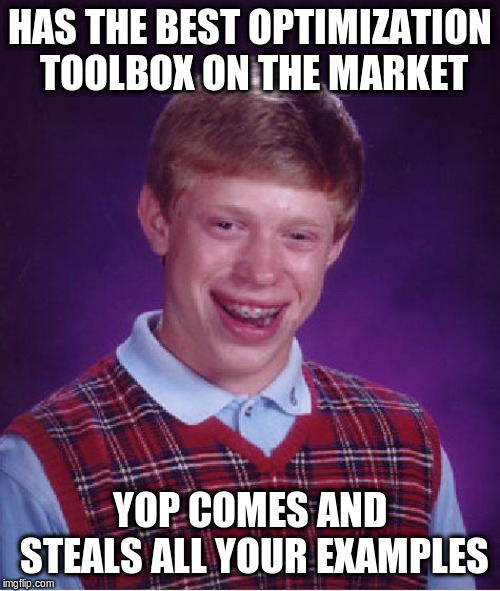 HAS THE BEST OPTIMIZATION
TOOLBOX ON THE MARKET
YOP COMES AND
STEALS ALL YOUR EXAMPLES
imgflip.com